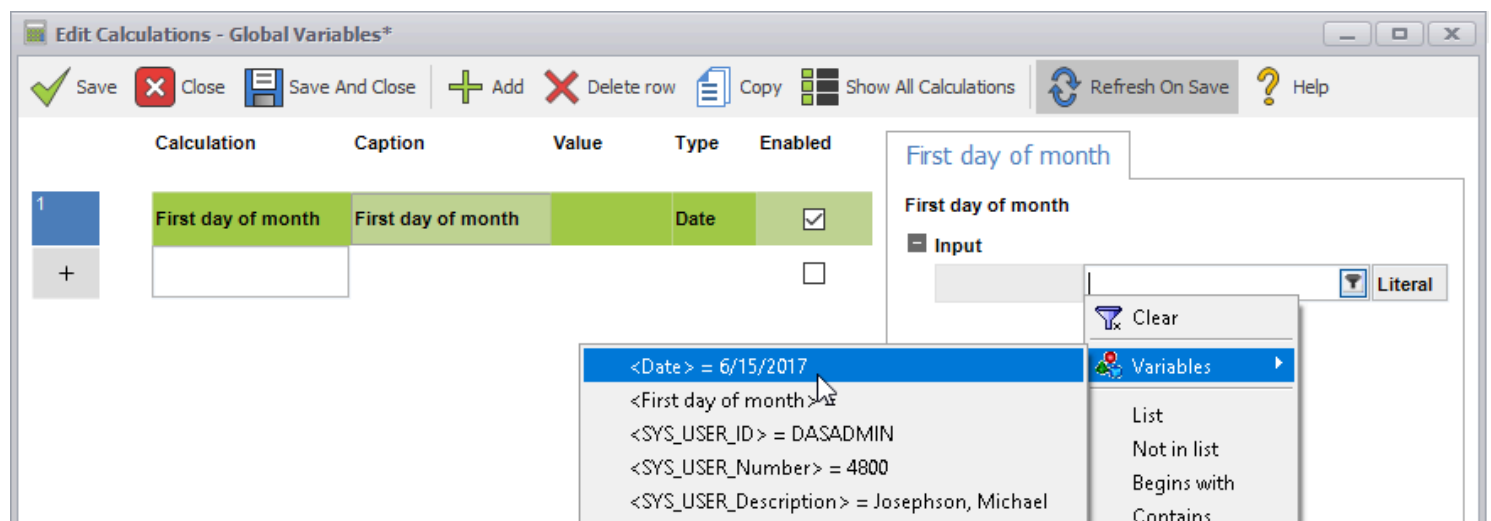 Edit Calculations - Global Variables*
Save Close Save And Close Add Delete row Copy Show All Calculations Refresh On Save Help
Calculation Caption Value Type Enabled
First day of month
1
First day of month First day of month Date
First day of month
Input
+
Literal
Clear
Variables
<Date> = 6/15/2017
<First day of month> =
<SYS_USER_ID> = DASADMIN
<SYS_USER_Number> = 4800
<SYS_USER_Description> = Josephson, Michael
List
Not in list
Begins with
Contains